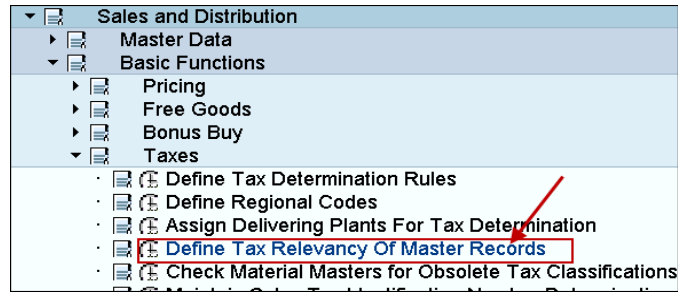 Sales and Distribution
Master Data
Basic Functions
Pricing
Free Goods
Bonus Buy
Taxes
Define Tax Determination Rules
Define Regional Codes
Assign Delivering Plants For Tax Determination
Define Tax Relevancy Of Master Records
Check Material Masters for Obsolete Tax Classifications